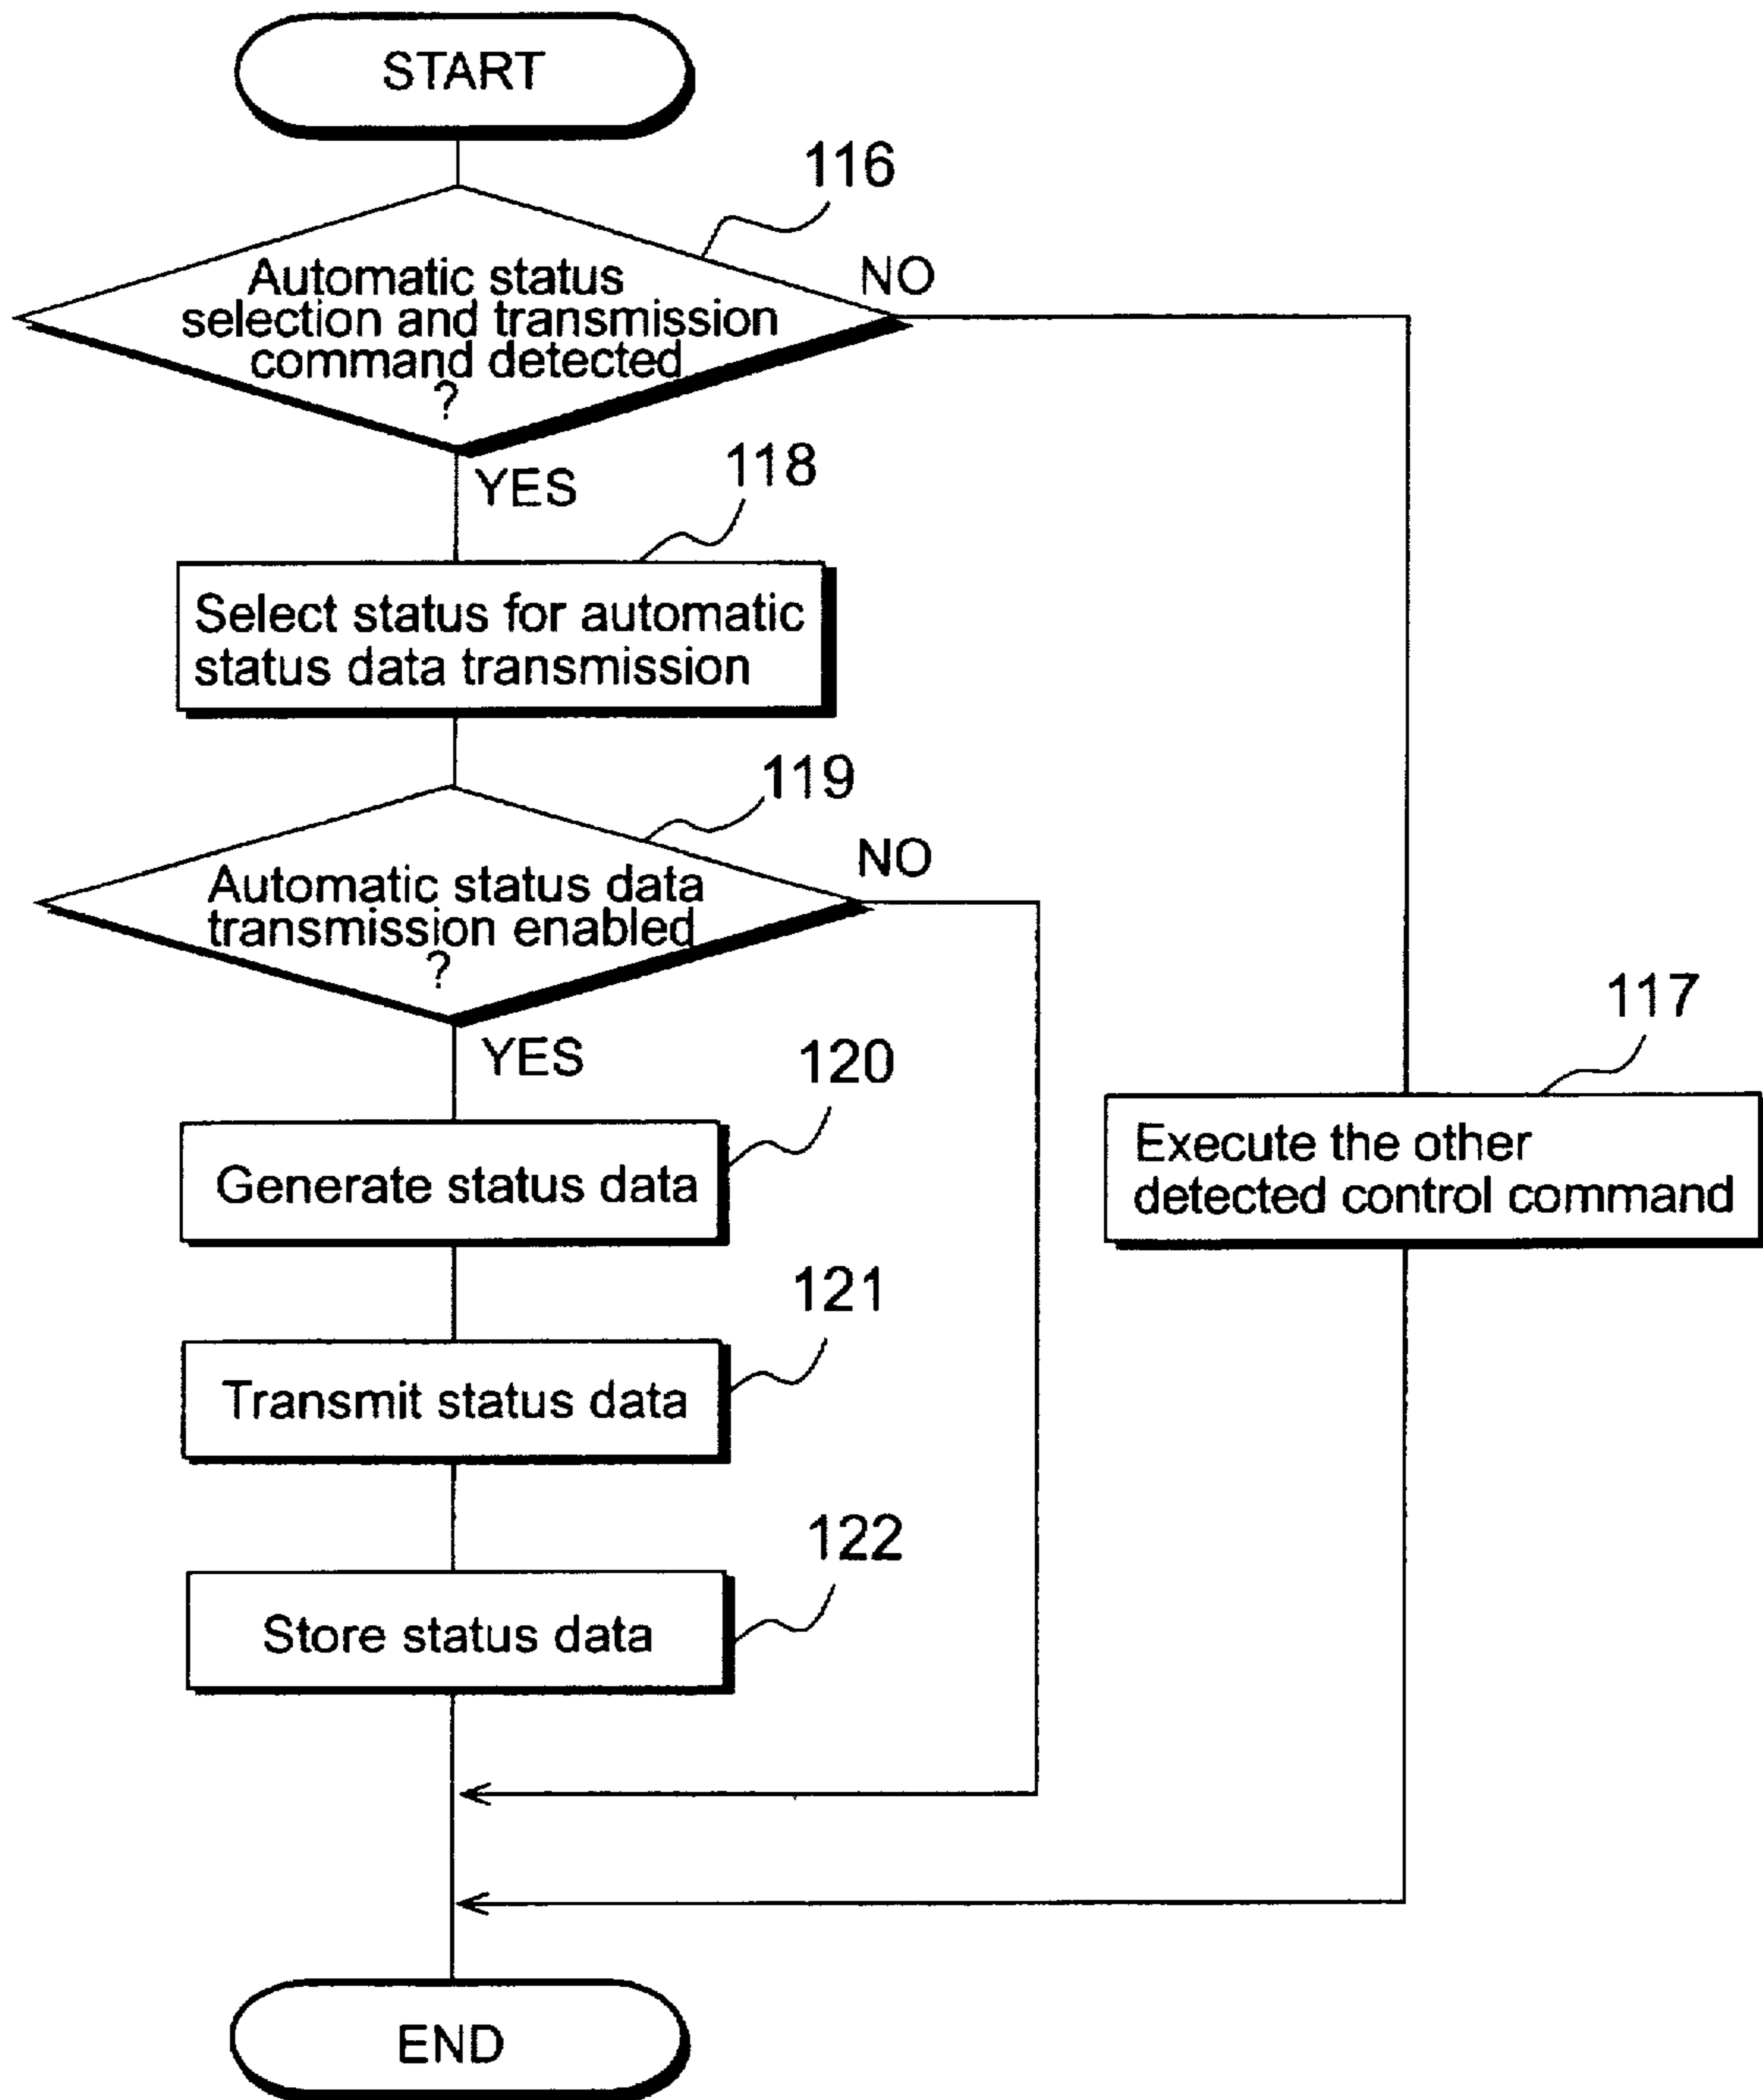 START
116
Automatic status
selection and transmission
command detected
?
NO
YES
118
Select status for automatic
status data transmission
119
Automatic status data
transmission enabled
?
NO
YES
120
Generate status data
117
Execute the other
detected control command
121
Transmit status data
122
Store status data
END